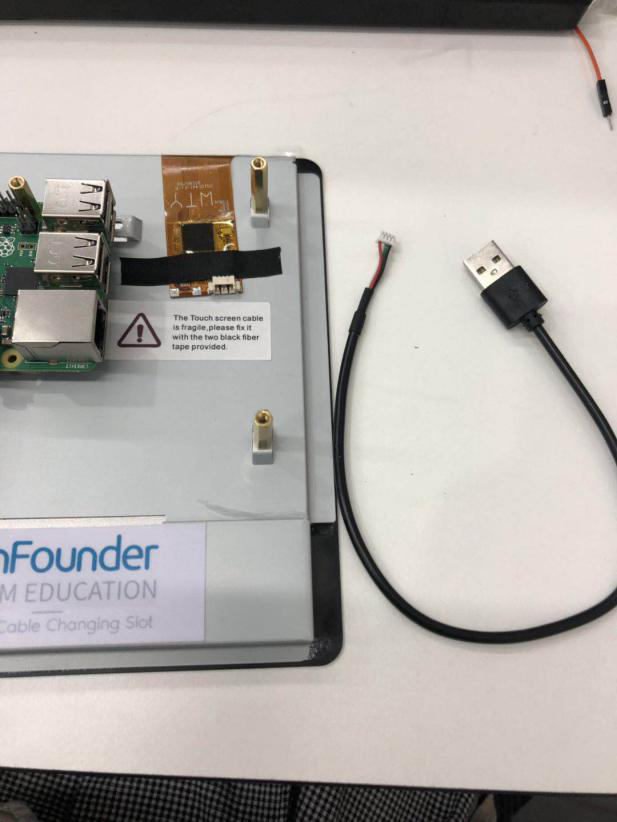 WTY
The Touch screen cable
is fragile,please fix it
with the two black fiber
tape provided.
nFounder
M EDUCATION
Cable Changing Slot